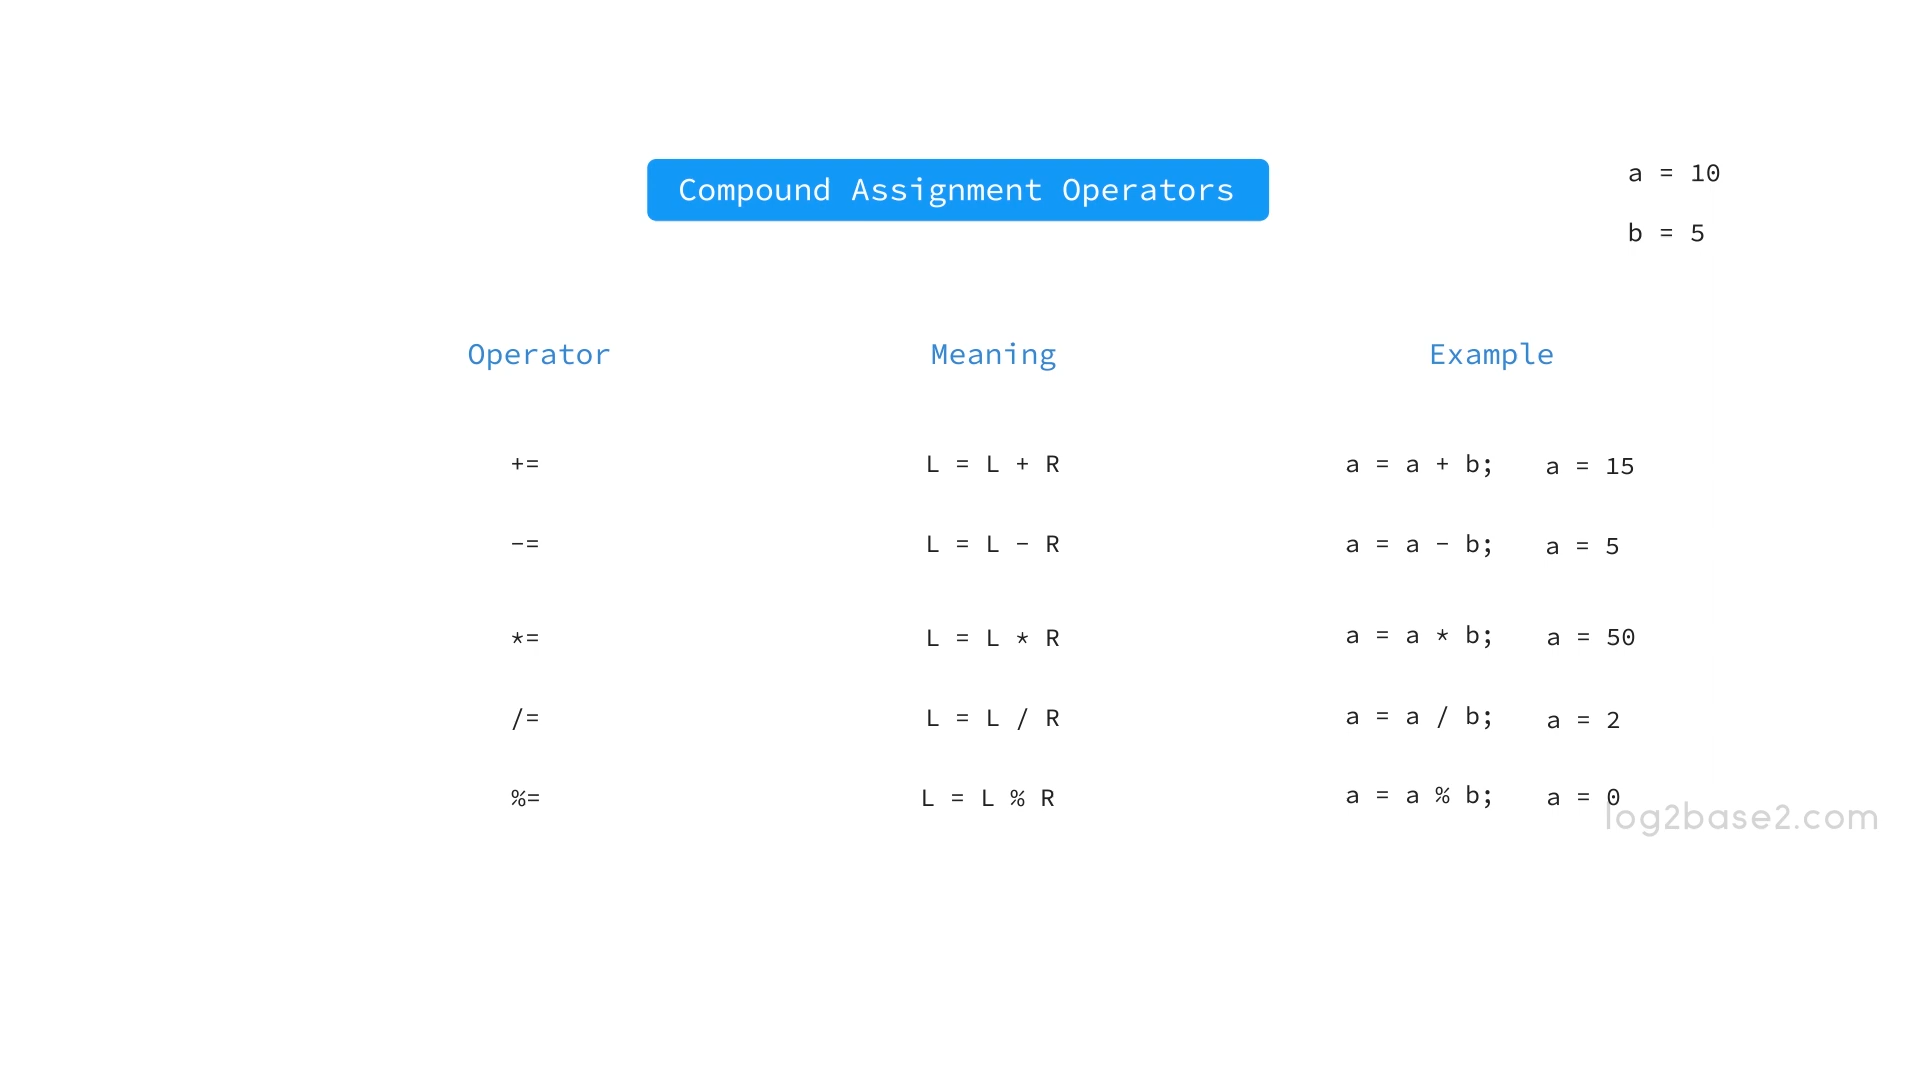 Compound Assignment Operators
a = 10
b = 5
Operator Meaning Example
+= L = L + R a = a + b; a = 15
-= L = L - R a = a - b; a = 5
*= L = L * R a = a * b; a = 50
/= L = L / R a = a / b; a = 2
%= L = L % R a = a % b; a = 0
log2base2.com